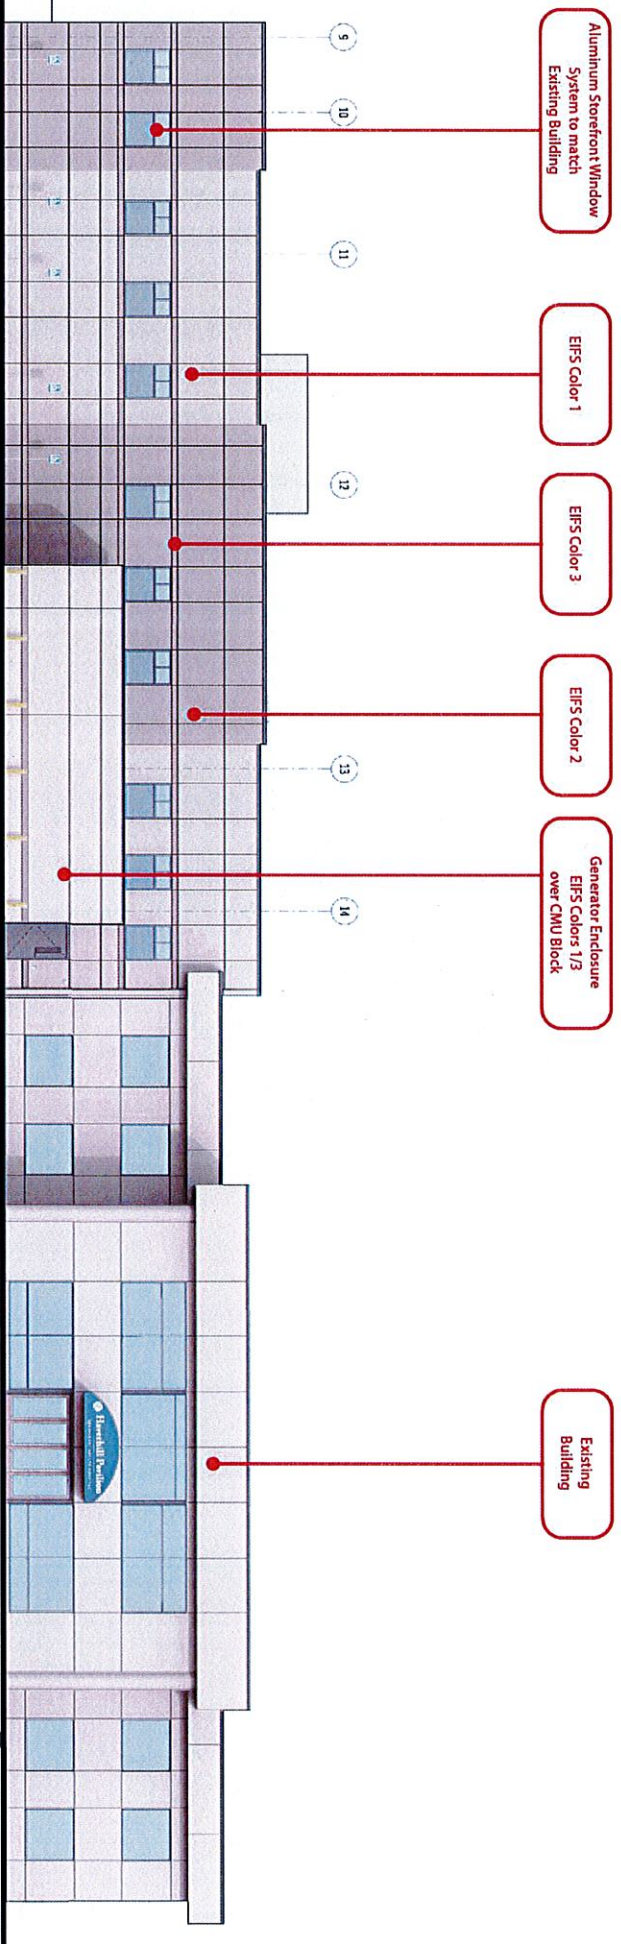 Aluminum Storefront Window
System to match
Existing Building
EIFS Color 1
EIFS Color 3
EIFS Color 2
Generator Enclosure
EIFS Colors 1/3
over CMU Block
Existing
Building
9
10
11
12
13
14
Haverhill Pavilion